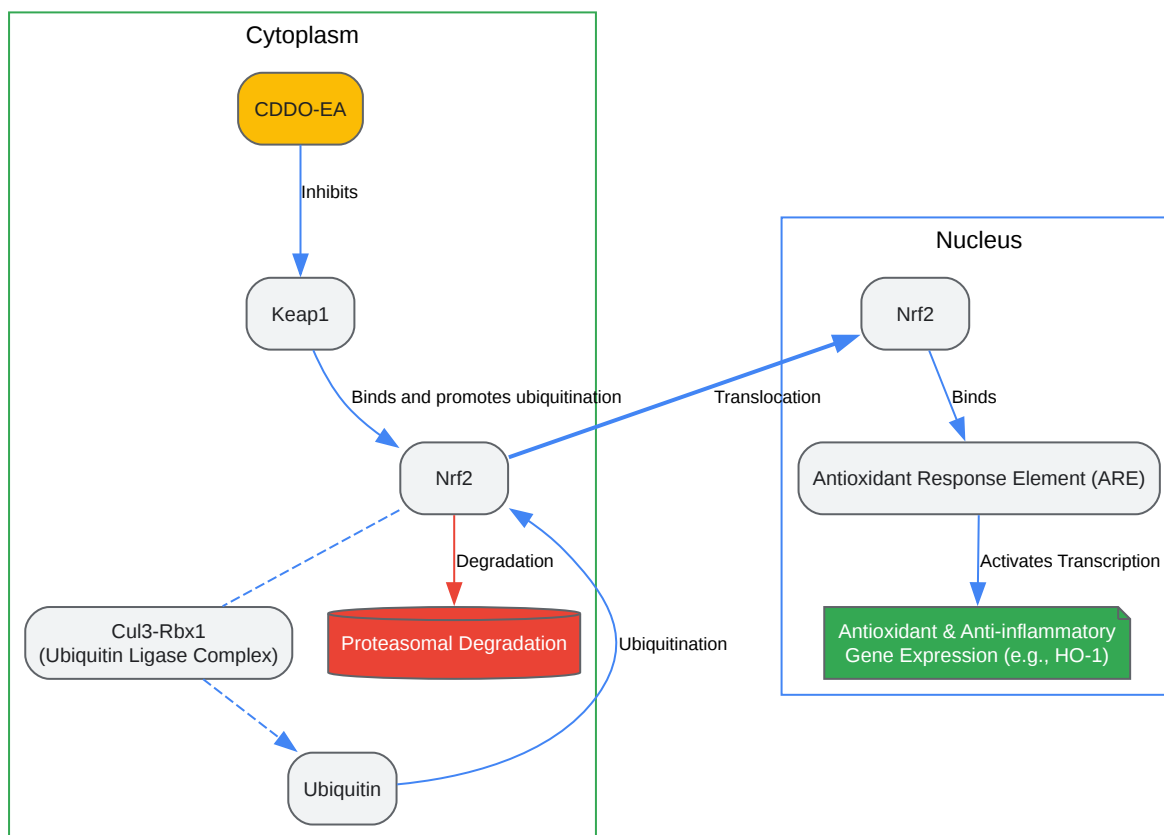 Cytoplasm
CDDO-EA
Inhibits
Nucleus
Keap1
Nrf2
Binds and promotes ubiquitination
Translocation
Binds
Nrf2
Antioxidant Response Element (ARE)
Degradation
Activates Transcription
Cul3-Rbx1
(Ubiquitin Ligase Complex)
Proteasomal Degradation
Ubiquitination
Antioxidant & Anti-inflammatory
Gene Expression (e.g., HO-1)
Ubiquitin